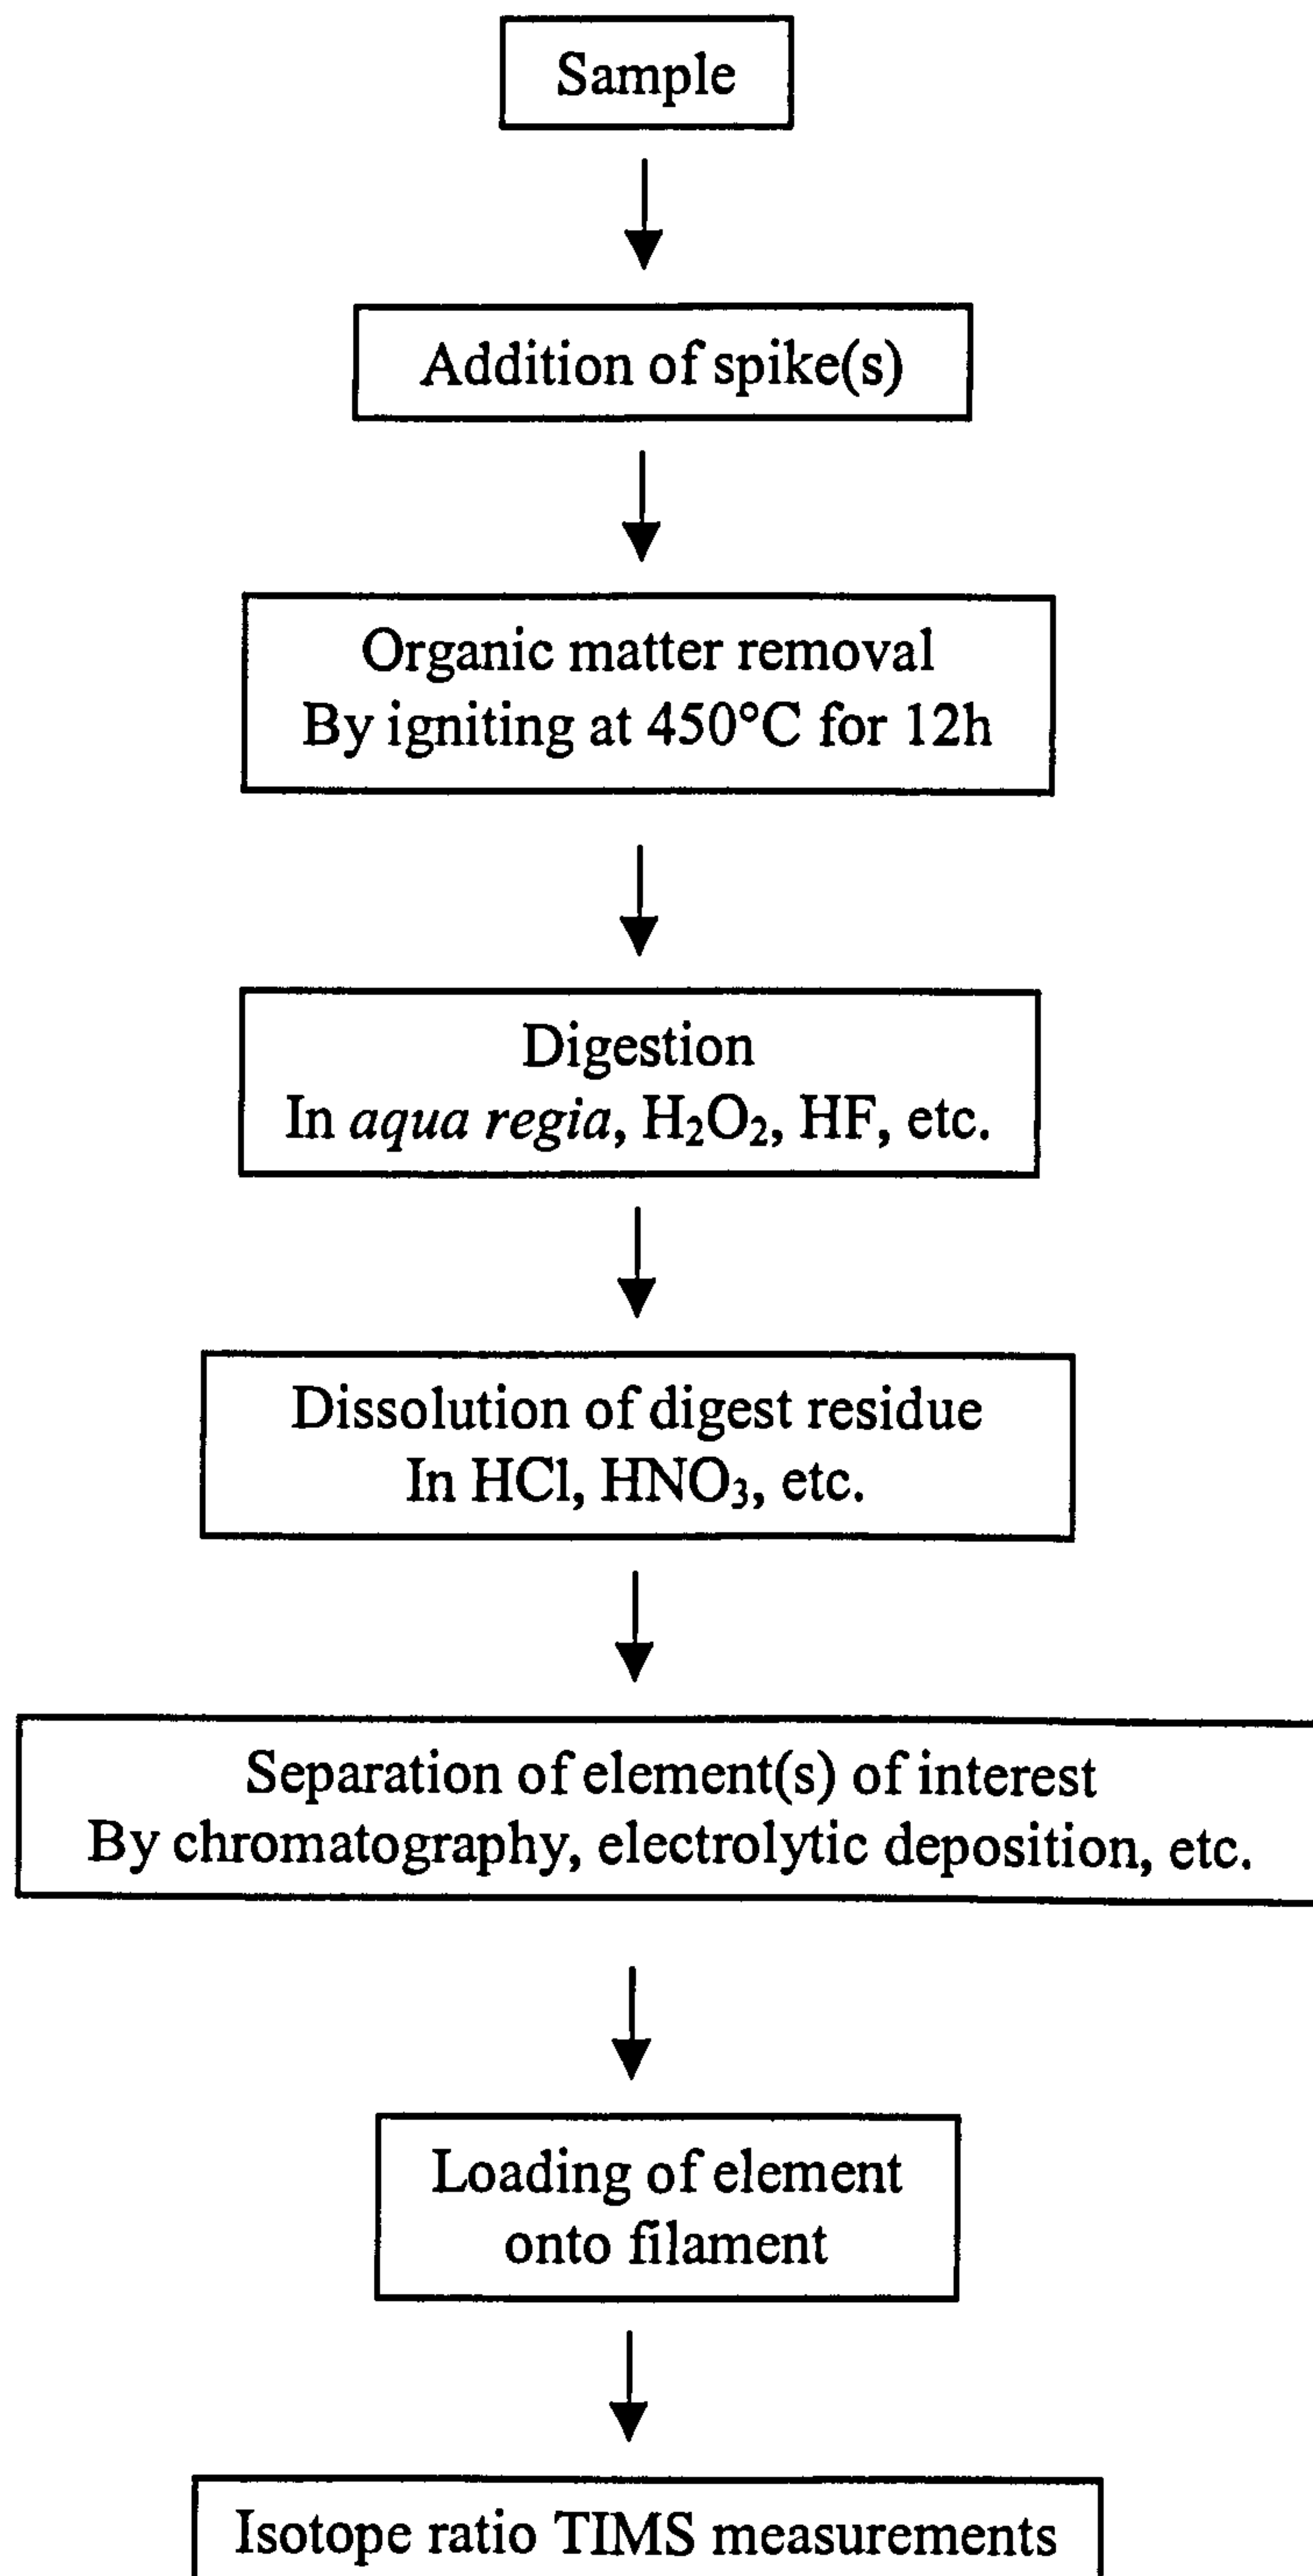 Sample
Addition of spike(s)
Organic matter removal
By igniting at 450°C for 12h
Digestion
In aqua regia, H₂O₂, HF, etc.
Dissolution of digest residue
In HCl, HNO₃, etc.
Separation of element(s) of interest
By chromatography, electrolytic deposition, etc.
Loading of element
onto filament
Isotope ratio TIMS measurements